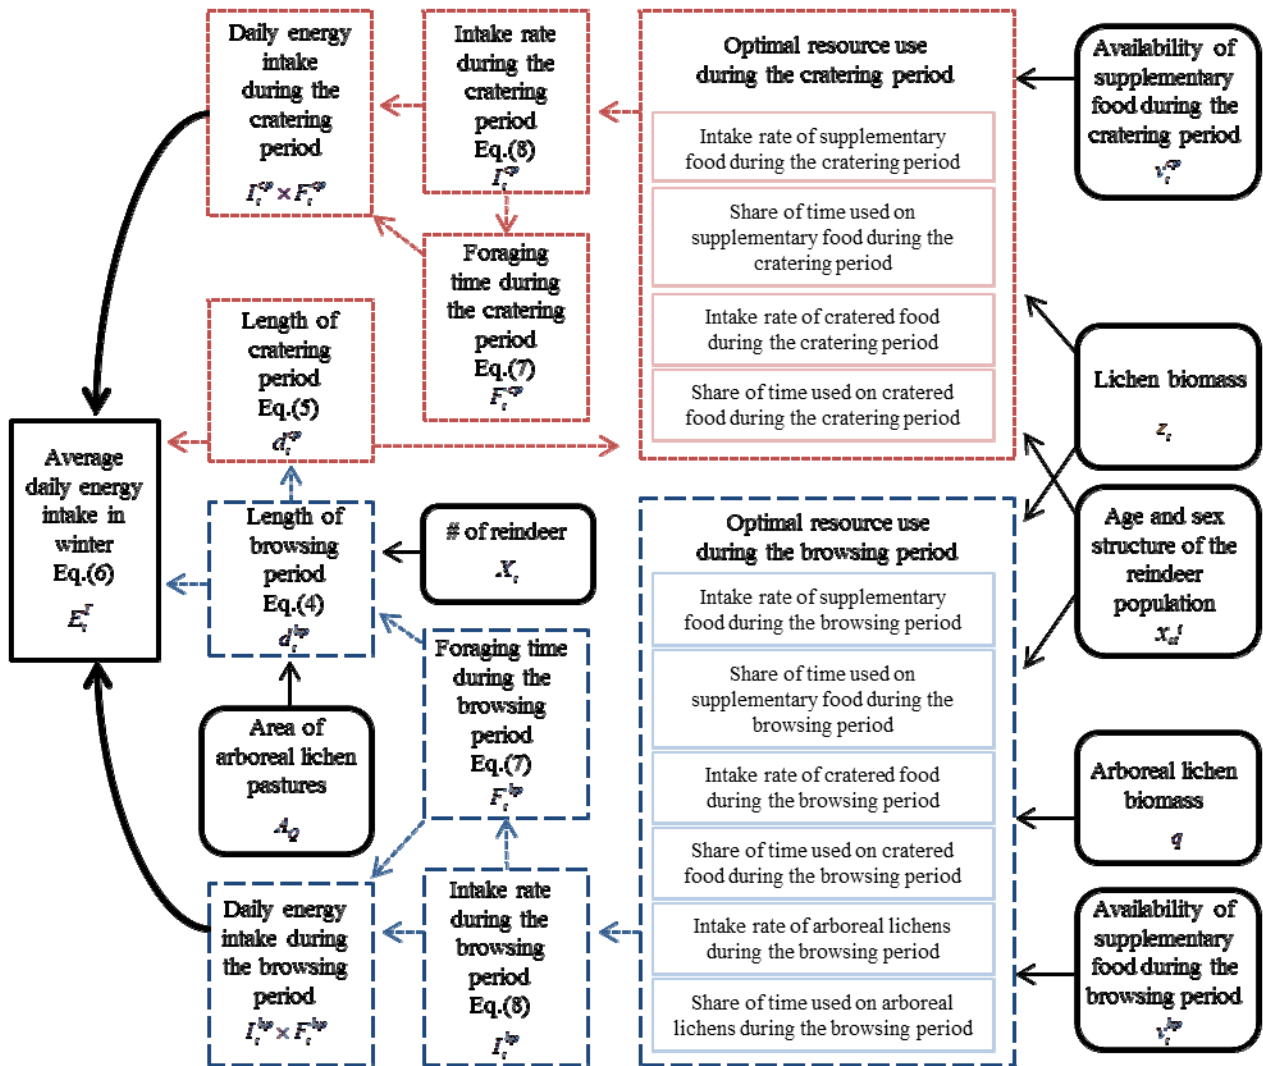 Daily energy
intake
during the
cratering
period
I_t^cp × F_t^cp
Intake rate
during the
cratering
period
Eq.(8)
I_t^cp
Foraging
time during
the cratering
period
Eq.(7)
F_t^cp
Length of
cratering
period
Eq.(5)
d_t^cp
Optimal resource use
during the cratering period
Intake rate of supplementary
food during the cratering period
Share of time used on
supplementary food during the
cratering period
Intake rate of cratered food
during the cratering period
Share of time used on cratered
food during the cratering period
Availability of
supplementary
food during the
cratering period
v_t^cp
Lichen biomass
z_t
Average
daily energy
intake in
winter
Eq.(6)
Length of
browsing
period
Eq.(4)
d_t^bp
# of reindeer
X_t
Area of
arboreal lichen
pastures
A_Q
Foraging time
during the
browsing
period
Eq.(7)
F_t^bp
Daily energy
intake during
the browsing
period
I_t^bp × F_t^bp
Intake rate
during the
browsing
period
Eq.(8)
I_t^bp
Optimal resource use
during the browsing period
Intake rate of supplementary
food during the browsing period
Share of time used on
supplementary food during the
browsing period
Intake rate of cratered food
during the browsing period
Share of time used on cratered
food during the browsing period
Intake rate of arboreal lichens
during the browsing period
Share of time used on arboreal
lichens during the browsing period
Age and sex
structure of the
reindeer
population
Arboreal lichen
biomass
q
Availability of
supplementary
food during the
browsing period
v_t^bp